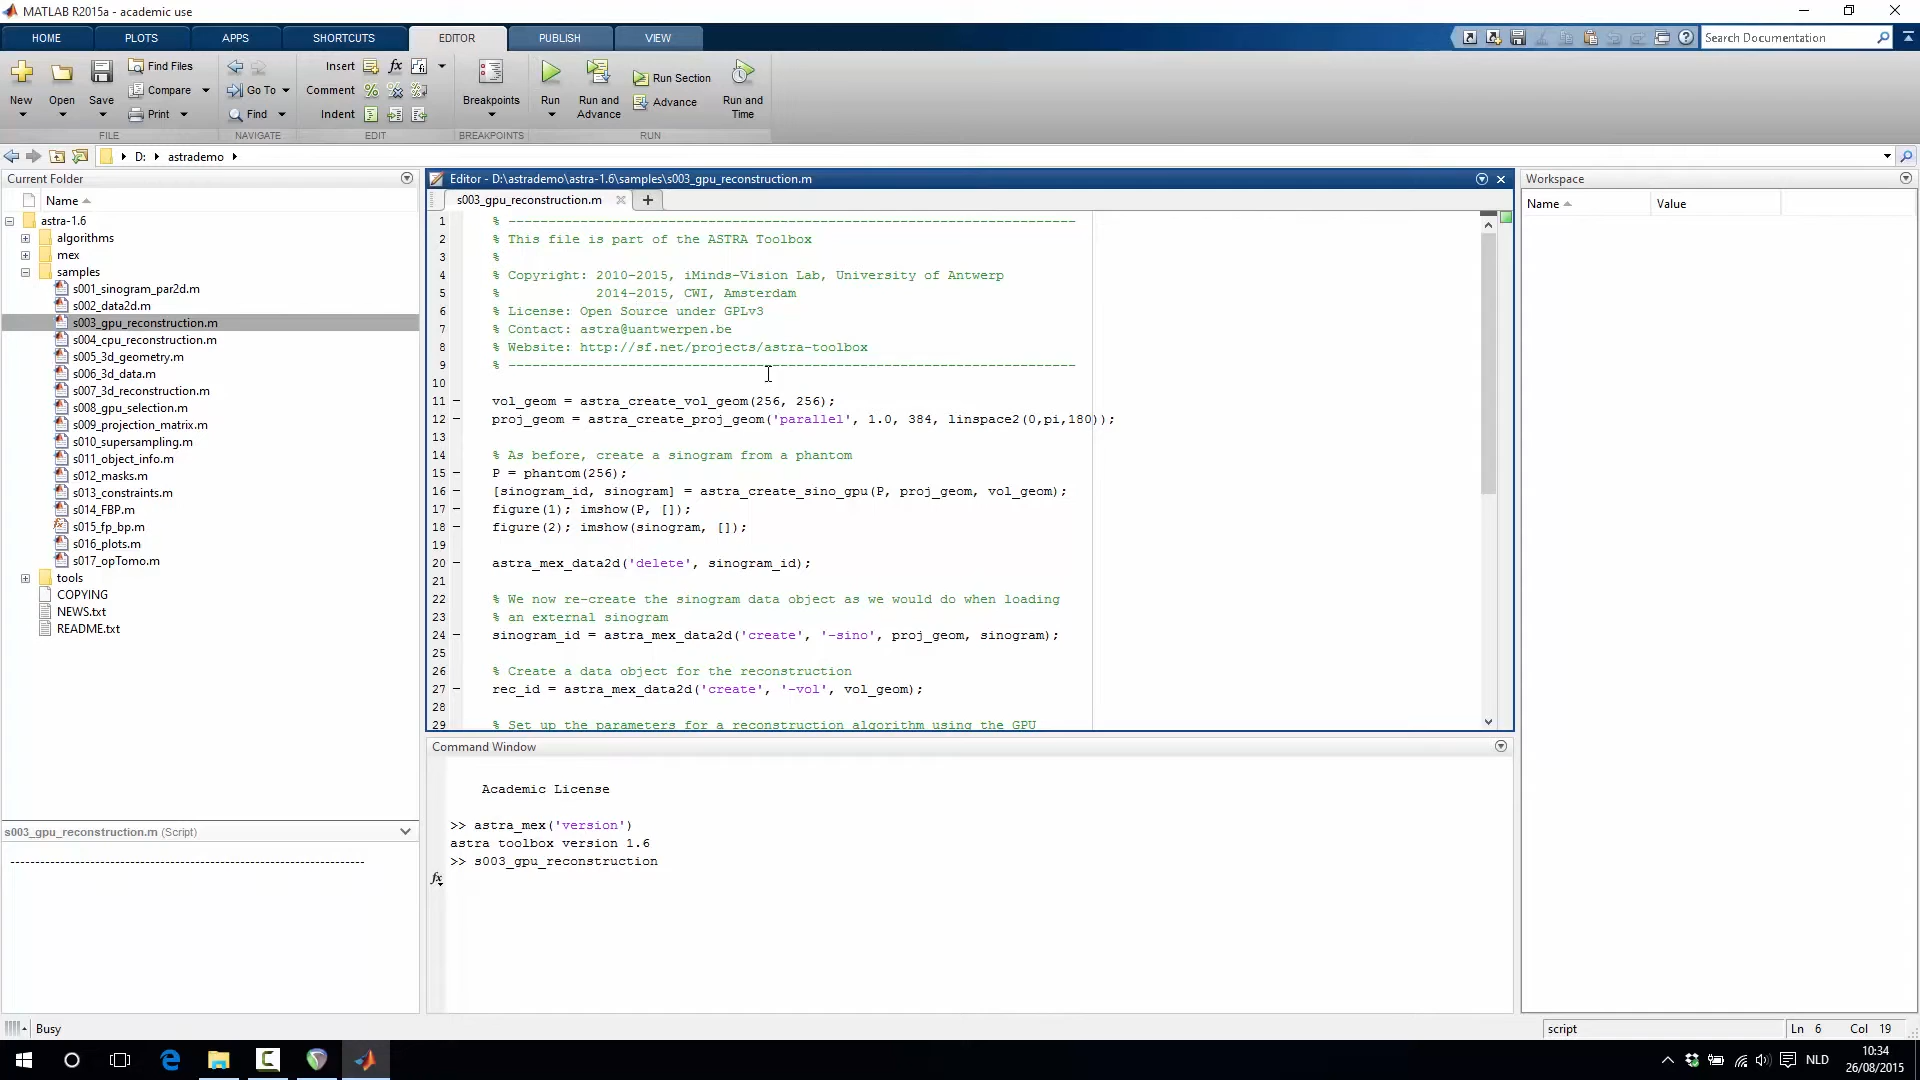 MATLAB R2015a - academic use
HOME PLOTS APPS SHORTCUTS EDITOR PUBLISH VIEW
Search Documentation
New Open Save
Find Files
Compare
Print
Go To
Find
Insert
Comment
Indent
Breakpoints
Run
Run and
Advance
Run Section
Advance
Run and
Time
FILE NAVIGATE EDIT BREAKPOINTS RUN
D: astrademo
Current Folder
Name
astra-1.6
algorithms
mex
samples
s001_sinogram_par2d.m
s002_data2d.m
s003_gpu_reconstruction.m
s004_cpu_reconstruction.m
s005_3d_geometry.m
s006_3d_data.m
s007_3d_reconstruction.m
s008_gpu_selection.m
s009_projection_matrix.m
s010_supersampling.m
s011_object_info.m
s012_masks.m
s013_constraints.m
s014_FBP.m
s015_fp_bp.m
s016_plots.m
s017_opTomo.m
tools
COPYING
NEWS.txt
README.txt
s003_gpu_reconstruction.m (Script)
--------------------------------------------------------------------------
Editor - D:\astrademo\astra-1.6\samples\s003_gpu_reconstruction.m
s003_gpu_reconstruction.m
1 % -----------------------------------------------------------------------
2 % This file is part of the ASTRA Toolbox
3 %
4 % Copyright: 2010-2015, iMinds-Vision Lab, University of Antwerp
5 % 2014-2015, CWI, Amsterdam
6 % License: Open Source under GPLv3
7 % Contact: astra@uantwerpen.be
8 % Website: http://sf.net/projects/astra-toolbox
9 % -----------------------------------------------------------------------
10
11 – vol_geom = astra_create_vol_geom(256, 256);
12 – proj_geom = astra_create_proj_geom('parallel', 1.0, 384, linspace2(0,pi,180));
13
14 % As before, create a sinogram from a phantom
15 – P = phantom(256);
16 – [sinogram_id, sinogram] = astra_create_sino_gpu(P, proj_geom, vol_geom);
17 – figure(1); imshow(P, []);
18 – figure(2); imshow(sinogram, []);
19
20 – astra_mex_data2d('delete', sinogram_id);
21
22 % We now re-create the sinogram data object as we would do when loading
23 % an external sinogram
24 – sinogram_id = astra_mex_data2d('create', '-sino', proj_geom, sinogram);
25
26 % Create a data object for the reconstruction
27 – rec_id = astra_mex_data2d('create', '-vol', vol_geom);
28
29 % Set up the parameters for a reconstruction algorithm using the GPU
Command Window
Academic License
>> astra_mex('version')
astra toolbox version 1.6
>> s003_gpu_reconstruction
fx
Workspace
Name Value
Busy
script Ln 6 Col 19
NLD
10:34
26/08/2015